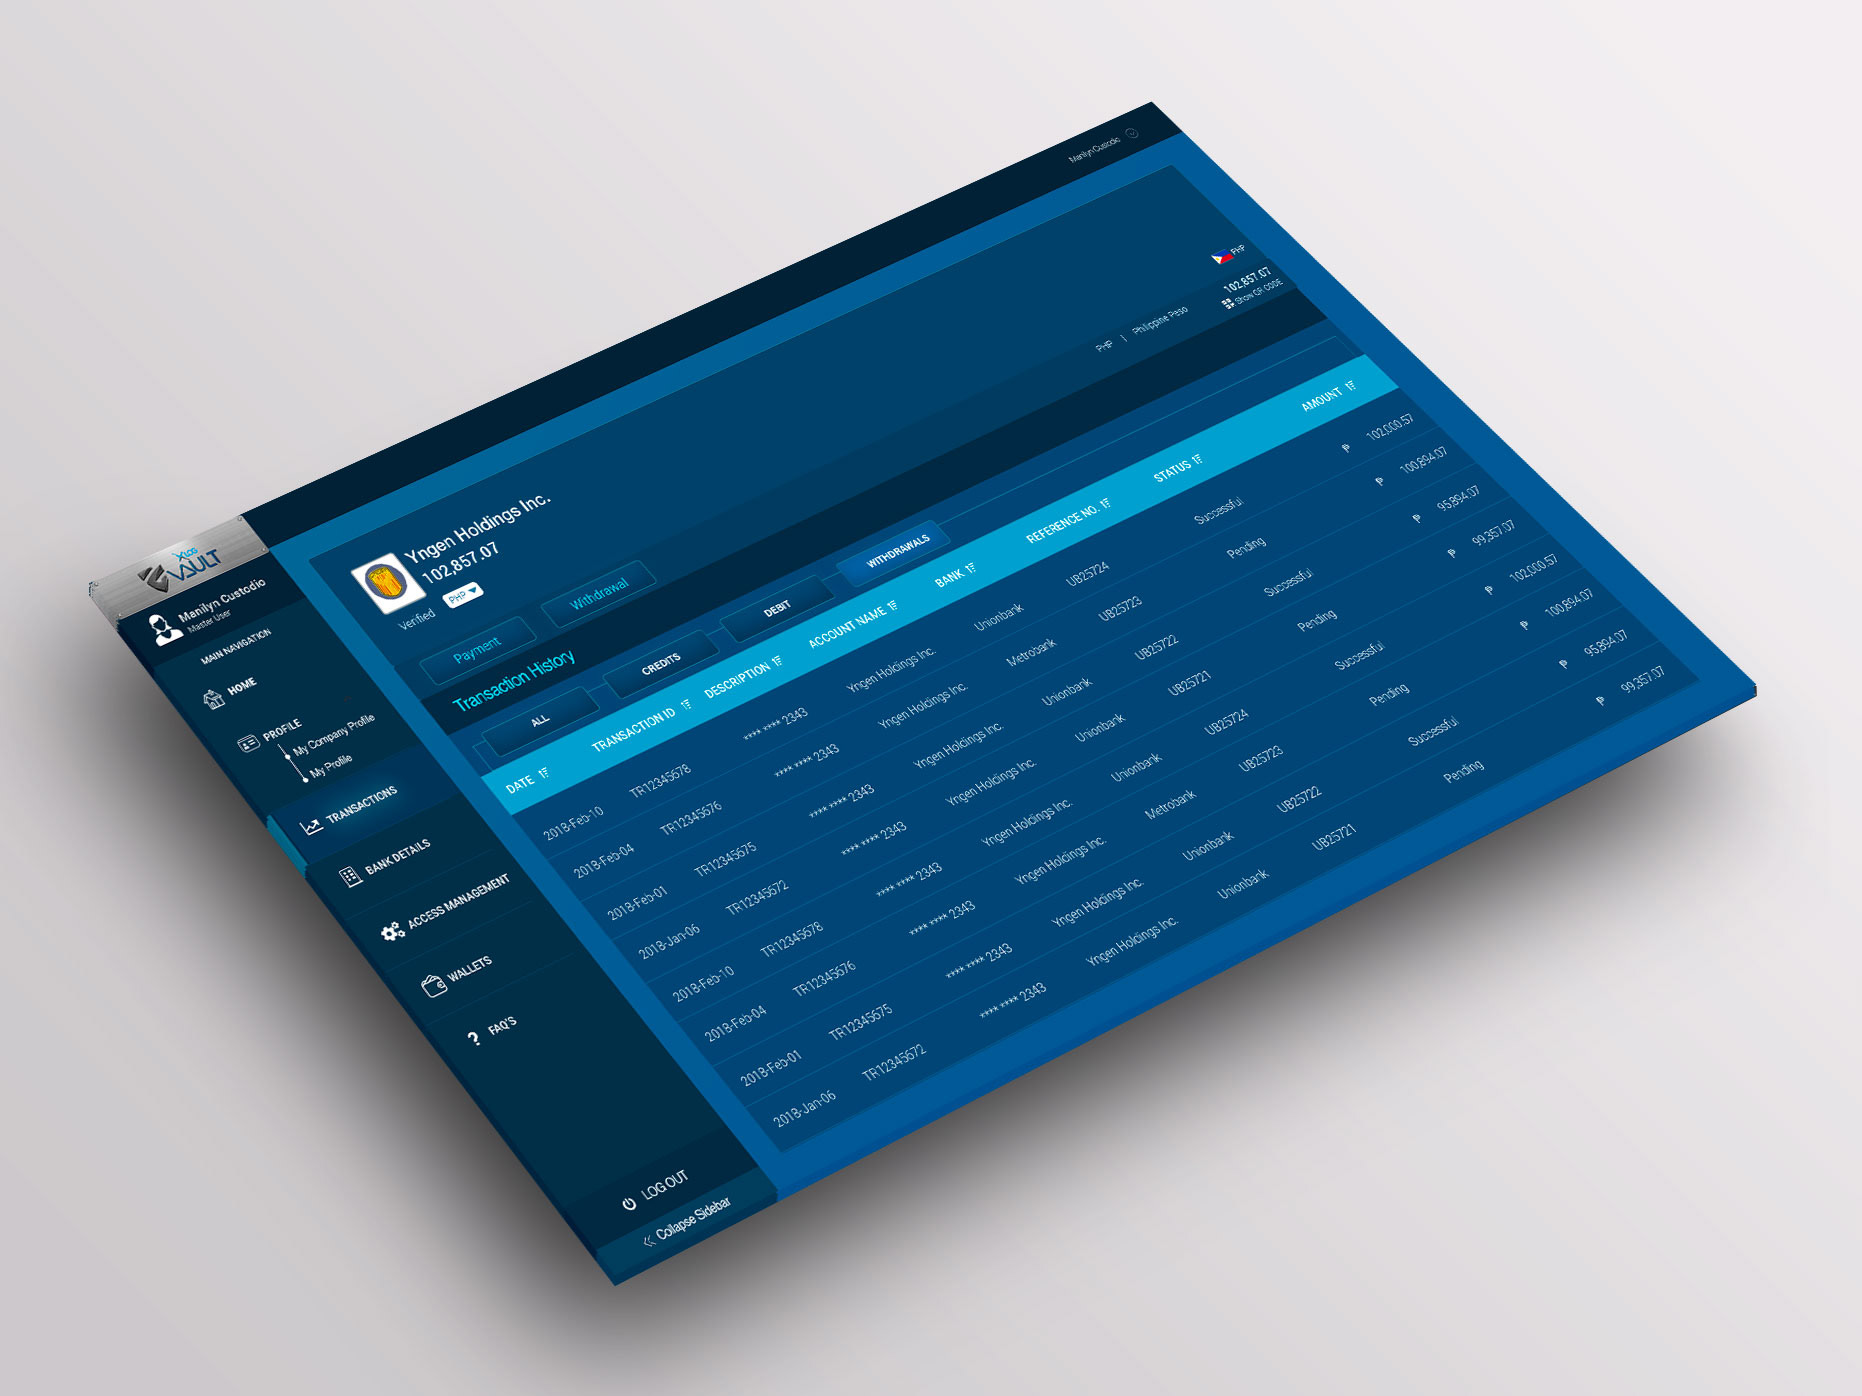 Manilyn Custodio
XLOG
VAULT
Manilyn Custodio
Master User
MAIN NAVIGATION
HOME
PROFILE
My Company Profile
My Profile
TRANSACTIONS
BANK DETAILS
ACCESS MANAGEMENT
WALLETS
? FAQ'S
LOG OUT
« Collapse Sidebar
Yngen Holdings Inc.
102,857.07
Verified PHP
PHP
102,857.07
Show QR CODE
PHP | Philippine Peso
Payment Withdrawal
Transaction History
ALL CREDITS DEBIT WITHDRAWALS
DATE TRANSACTION ID DESCRIPTION ACCOUNT NAME BANK REFERENCE NO. STATUS AMOUNT
2018-Feb-10 TR12345678 **** **** 2343 Yngen Holdings Inc. Unionbank UB25724 Successful ₱ 102,000.57
2018-Feb-04 TR12345676 **** **** 2343 Yngen Holdings Inc. Metrobank UB25723 Pending ₱ 100,894.07
2018-Feb-01 TR12345675 **** **** 2343 Yngen Holdings Inc. Unionbank UB25722 Successful ₱ 95,894.07
2018-Jan-06 TR12345672 **** **** 2343 Yngen Holdings Inc. Unionbank UB25721 Pending ₱ 99,357.07
2018-Feb-10 TR12345678 **** **** 2343 Yngen Holdings Inc. Unionbank UB25724 Successful ₱ 102,000.57
2018-Feb-04 TR12345676 **** **** 2343 Yngen Holdings Inc. Metrobank UB25723 Pending ₱ 100,894.07
2018-Feb-01 TR12345675 **** **** 2343 Yngen Holdings Inc. Unionbank UB25722 Successful ₱ 95,894.07
2018-Jan-06 TR12345672 **** **** 2343 Yngen Holdings Inc. Unionbank UB25721 Pending ₱ 99,357.07